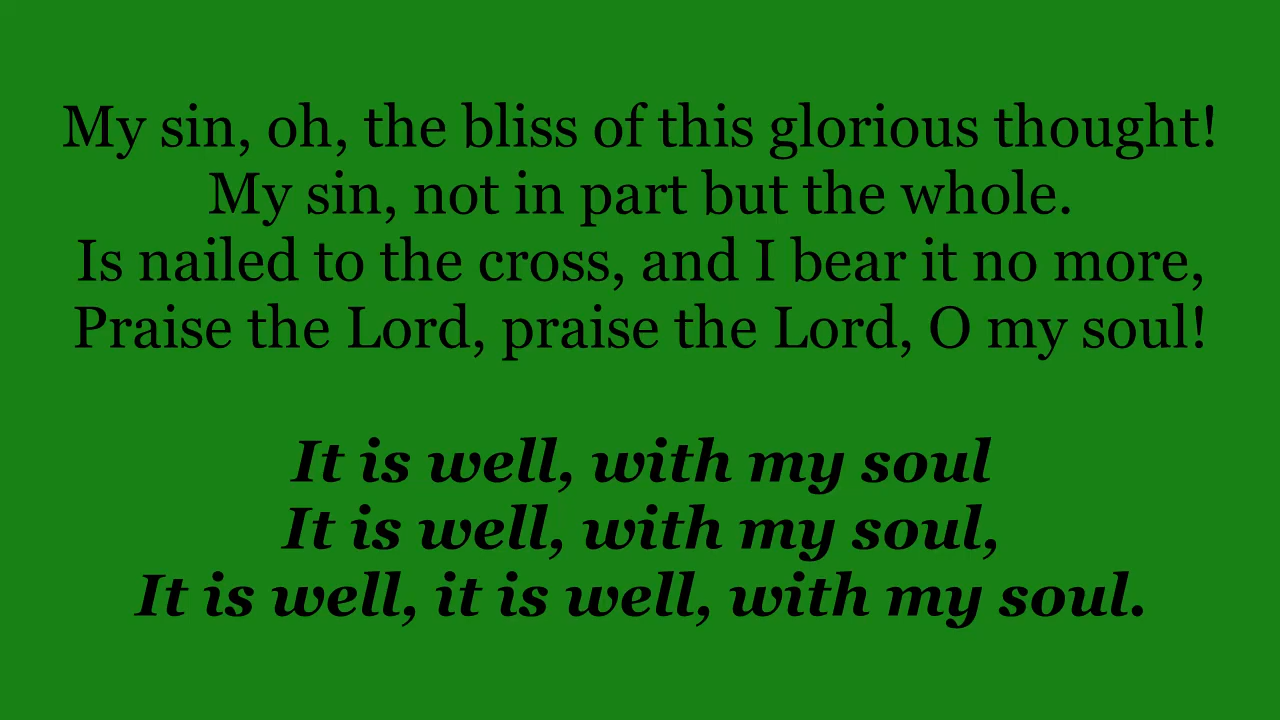 My sin, oh, the bliss of this glorious thought!
My sin, not in part but the whole.
Is nailed to the cross, and I bear it no more,
Praise the Lord, praise the Lord, O my soul!
It is well, with my soul
It is well, with my soul,
It is well, it is well, with my soul.